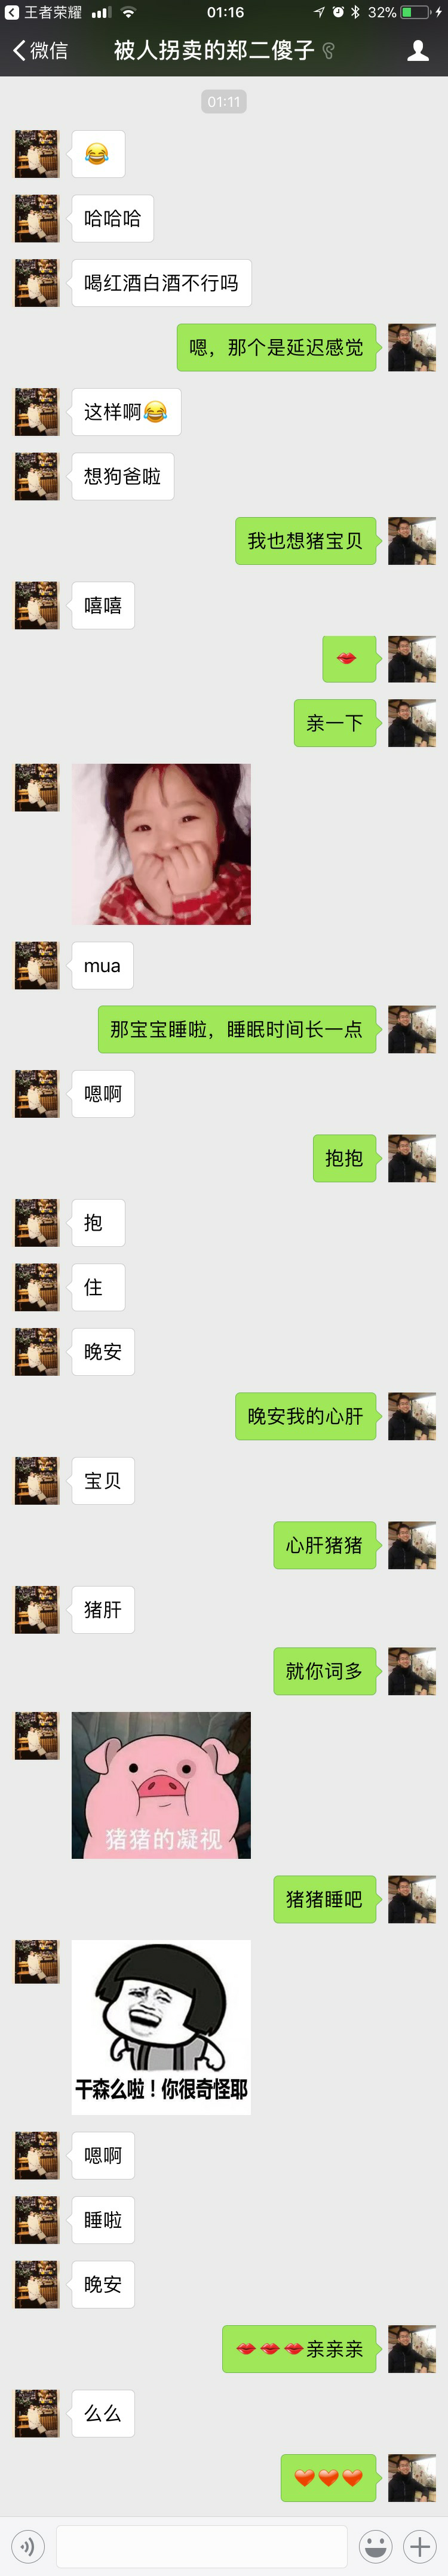 王者荣耀
01:16
32%
微信
被人拐卖的郑二傻子
01:11
😂
哈哈哈
喝红酒白酒不行吗
嗯，那个是延迟感觉
这样啊😂
想狗爸啦
我也想猪宝贝
嘻嘻
💋
亲一下
mua
那宝宝睡啦，睡眠时间长一点
嗯啊
抱抱
抱
住
晚安
晚安我的心肝
宝贝
心肝猪猪
猪肝
就你词多
猪猪的凝视
猪猪睡吧
干森么啦！你很奇怪耶
嗯啊
睡啦
晚安
💋💋💋亲亲亲
么么
❤️❤️❤️